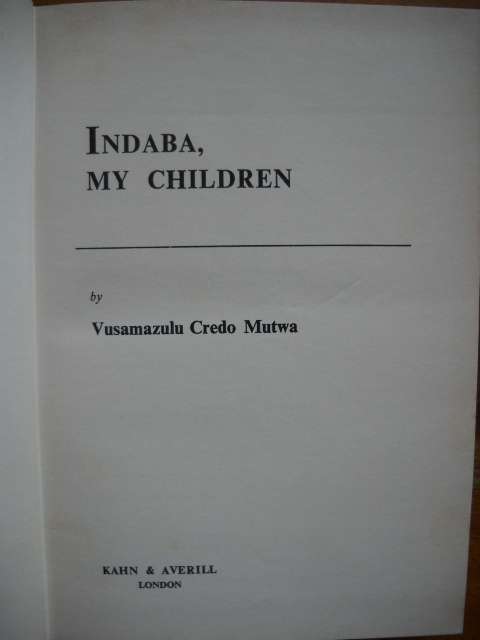 INDABA,
MY CHILDREN
by
Vusamazulu Credo Mutwa
KAHN & AVERILL
LONDON